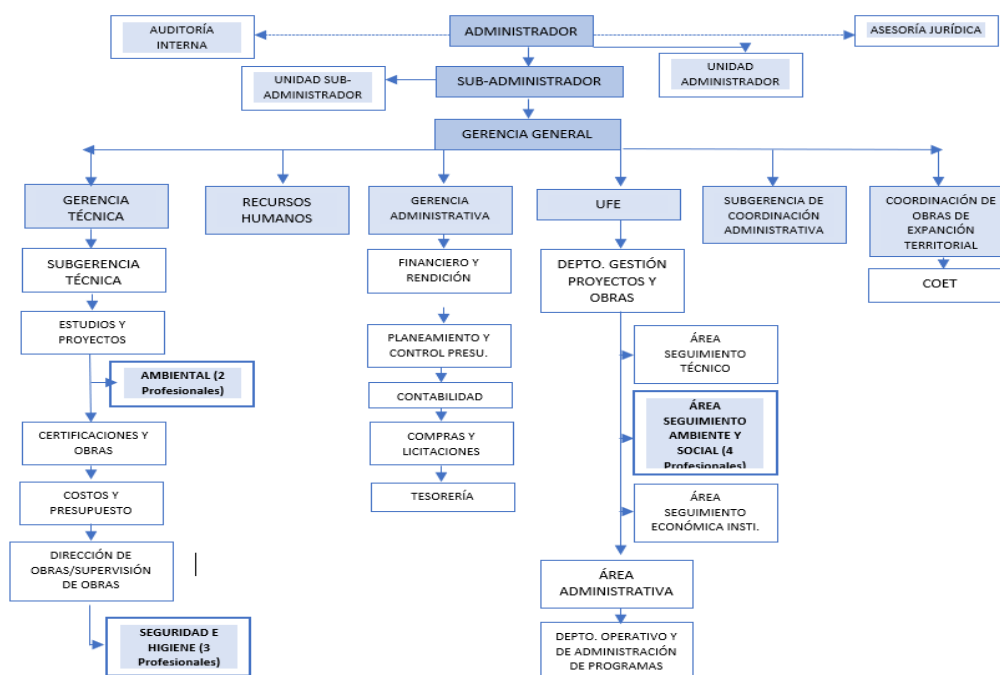 AUDITORÍA
INTERNA
ADMINISTRADOR
ASESORÍA JURÍDICA
UNIDAD SUB-
ADMINISTRADOR
SUB-ADMINISTRADOR
UNIDAD
ADMINISTRADOR
GERENCIA GENERAL
GERENCIA
TÉCNICA
RECURSOS
HUMANOS
GERENCIA
ADMINISTRATIVA
UFE
SUBGERENCIA DE
COORDINACIÓN
ADMINISTRATIVA
COORDINACIÓN DE
OBRAS DE
EXPANCIÓN
TERRITORIAL
SUBGERENCIA
TÉCNICA
ESTUDIOS Y
PROYECTOS
AMBIENTAL (2
Profesionales)
CERTIFICACIONES Y
OBRAS
COSTOS Y
PRESUPUESTO
DIRECCIÓN DE
OBRAS/SUPERVISIÓN
DE OBRAS
SEGURIDAD E
HIGIENE (3
Profesionales)
FINANCIERO Y
RENDICIÓN
PLANEAMIENTO Y
CONTROL PRESU.
CONTABILIDAD
COMPRAS Y
LICITACIONES
TESORERÍA
DEPTO. GESTIÓN
PROYECTOS Y
OBRAS
ÁREA
SEGUIMIENTO
TÉCNICO
ÁREA
SEGUIMIENTO
AMBIENTE Y
SOCIAL (4
Profesionales)
ÁREA
SEGUIMIENTO
ECONÓMICA INSTI.
ÁREA
ADMINISTRATIVA
DEPTO. OPERATIVO Y
DE ADMINISTRACIÓN
DE PROGRAMAS
COET